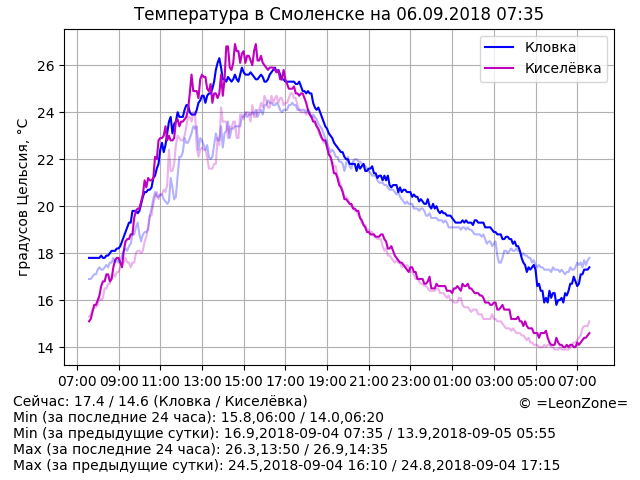 Температура в Смоленске на 06.09.2018 07:35
Кловка
Киселёвка
градусов Цельсия, °C
26
24
22
20
18
16
14
07:00 09:00 11:00 13:00 15:00 17:00 19:00 21:00 23:00 01:00 03:00 05:00 07:00
Сейчас: 17.4 / 14.6 (Кловка / Киселёвка)
© =LeonZone=
Min (за последние 24 часа): 15.8,06:00 / 14.0,06:20
Min (за предыдущие сутки): 16.9,2018-09-04 07:35 / 13.9,2018-09-05 05:55
Max (за последние 24 часа): 26.3,13:50 / 26.9,14:35
Max (за предыдущие сутки): 24.5,2018-09-04 16:10 / 24.8,2018-09-04 17:15